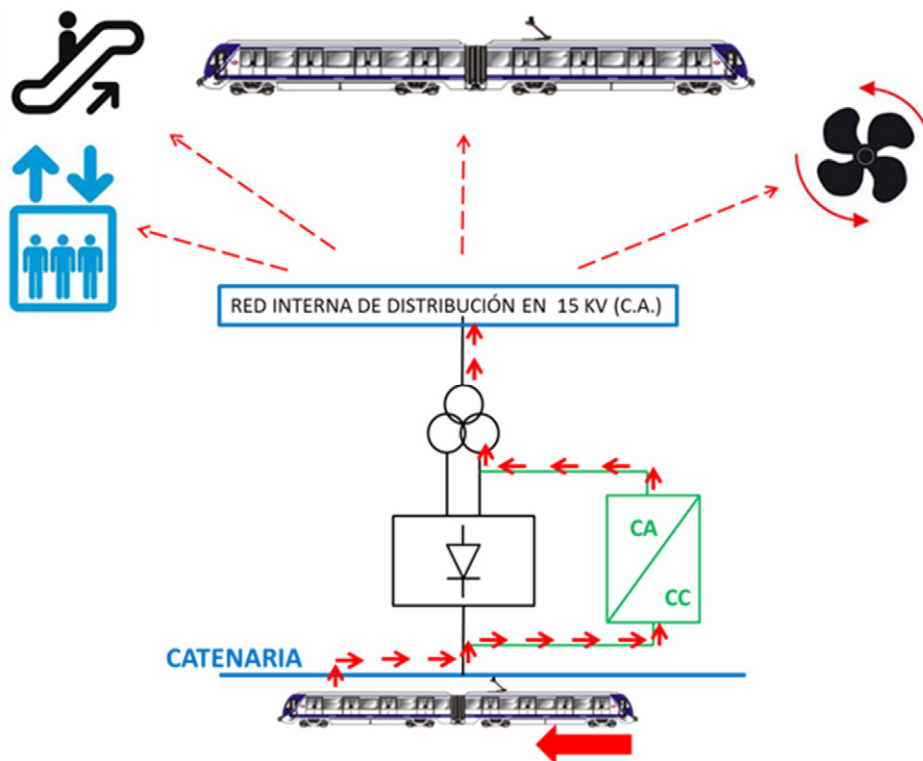 RED INTERNA DE DISTRIBUCIÓN EN 15 KV (C.A.)
CA
CC
CATENARIA